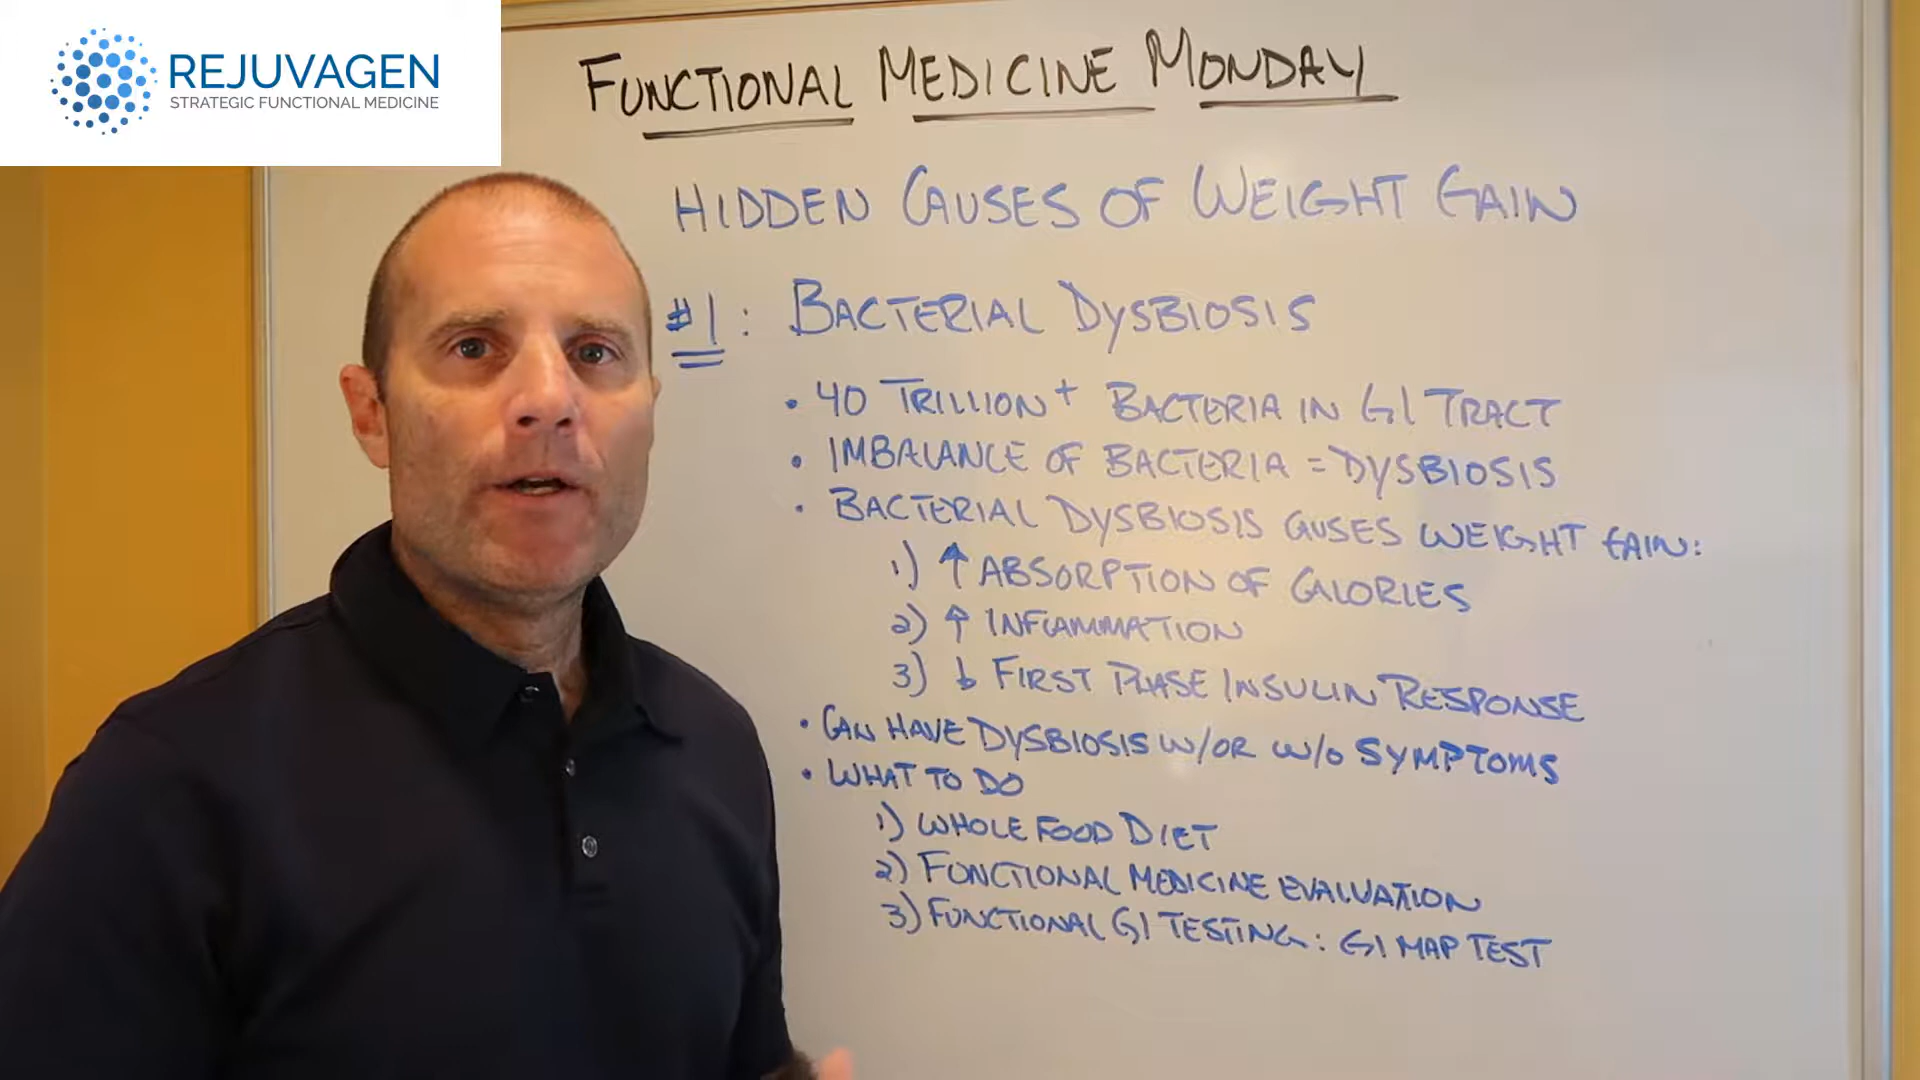 REJUVAGEN
STRATEGIC FUNCTIONAL MEDICINE
FUNCTIONAL MEDICINE MONDAY
HIDDEN CAUSES OF WEIGHT GAIN
#1: BACTERIAL DYSBIOSIS
• 40 TRILLION+ BACTERIA IN GI TRACT
• IMBALANCE OF BACTERIA = DYSBIOSIS
• BACTERIAL DYSBIOSIS CAUSES WEIGHT GAIN:
1) ↑ ABSORPTION OF CALORIES
2) ↑ INFLAMMATION
3) ↓ FIRST PHASE INSULIN RESPONSE
• CAN HAVE DYSBIOSIS W/OR W/O SYMPTOMS
• WHAT TO DO
1) WHOLE FOOD DIET
2) FUNCTIONAL MEDICINE EVALUATION
3) FUNCTIONAL GI TESTING: GI MAP TEST